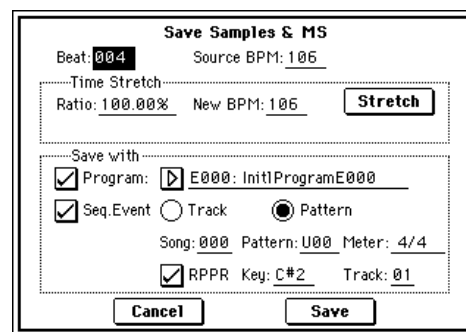 Save Samples & MS
Beat: 004 Source BPM: 106
Time Stretch
Ratio: 100.00% New BPM: 106 Stretch
Save with
Program: E000: InitlProgramE000
Seq.Event Track Pattern
Song: 000 Pattern: U00 Meter: 4/4
RPPR Key: C#2 Track: 01
Cancel Save